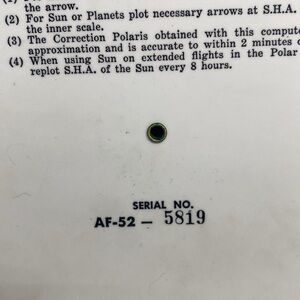 the arrow.
(2) For Sun or Planets plot necessary arrows at S.H.A.
the inner scale.
(3) The Correction Polaris obtained with this compute
approximation and is accurate to within 2 minutes
(4) When using Sun on extended flights in the Polar
replot S.H.A. of the Sun every 8 hours.
SERIAL NO.
AF-52 — 5819